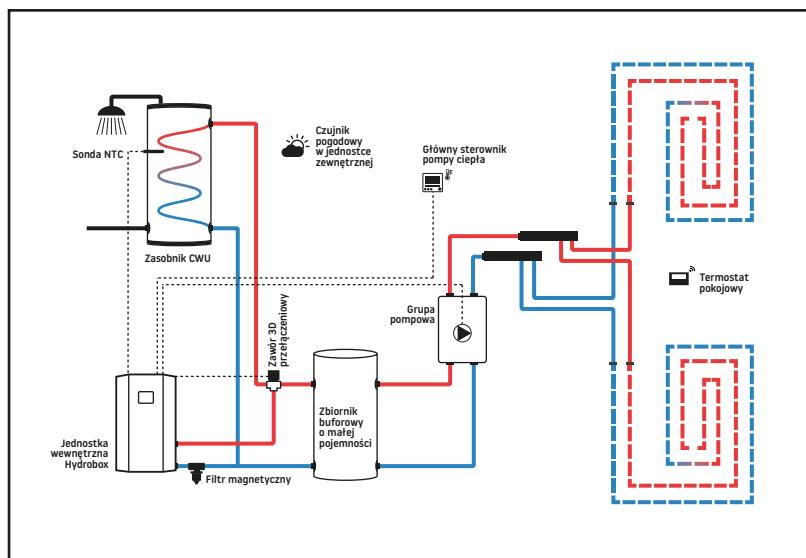 Sonda NTC
Zasobnik CWU
Czujnik
pogodowy
w jednostce
zewnętrznej
Główny sterownik
pompy ciepła
Grupa
pompowa
Termostat
pokojowy
Zawór 3D
przełączeniowy
Zbiornik
buforowy
o małej
pojemności
Jednostka
wewnętrzna
Hydrobox
Filtr magnetyczny